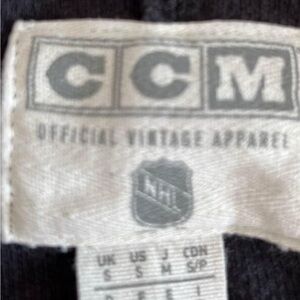 CCM
OFFICIAL VINTAGE APPAREL
NHL
UK US J CDN
S S M S/P